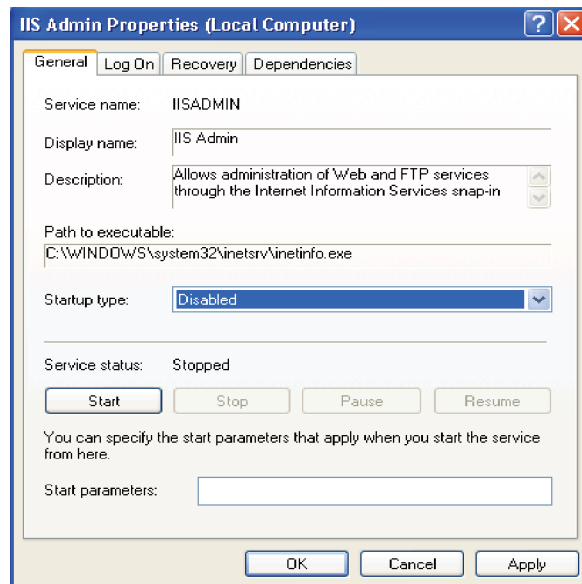 IIS Admin Properties (Local Computer)
General Log On Recovery Dependencies
Service name: IISADMIN
Display name: IIS Admin
Description: Allows administration of Web and FTP services
through the Internet Information Services snap-in
Path to executable:
C:\WINDOWS\system32\inetsrv\inetinfo.exe
Startup type: Disabled
Service status: Stopped
Start Stop Pause Resume
You can specify the start parameters that apply when you start the service
from here.
Start parameters:
OK Cancel Apply